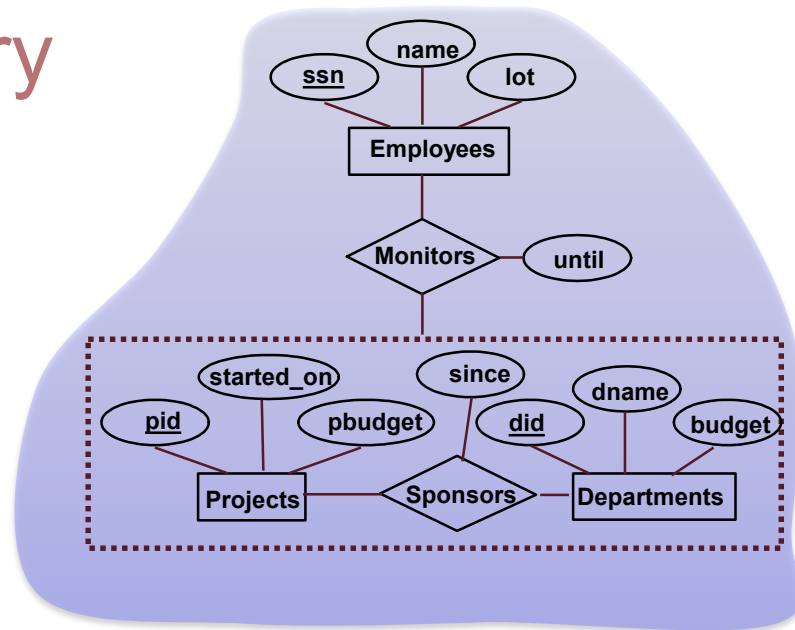 ry
name
ssn
lot
Employees
Monitors
until
started_on
since
dname
pid
pbudget
did
budget
Projects
Sponsors
Departments